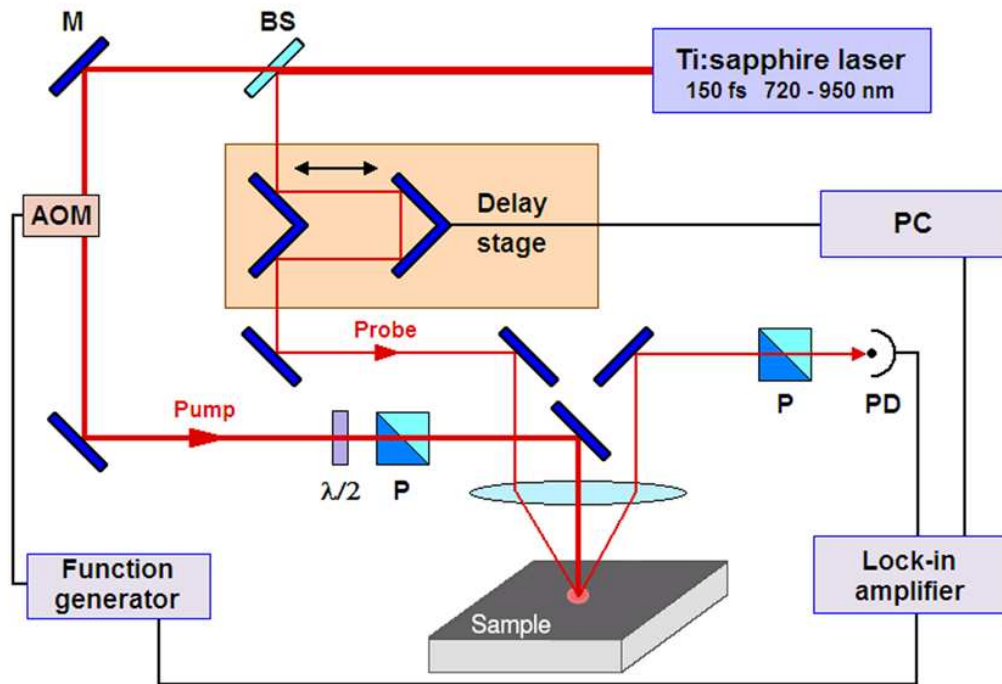 M
BS
Ti:sapphire laser
150 fs 720 - 950 nm
AOM
Delay
stage
PC
Probe
Pump
λ/2
P
P
PD
Function
generator
Sample
Lock-in
amplifier